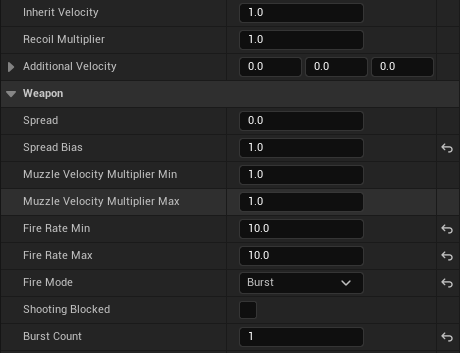 Inherit Velocity 1.0
Recoil Multiplier 1.0
Additional Velocity 0.0 0.0 0.0
Weapon
Spread 0.0
Spread Bias 1.0
Muzzle Velocity Multiplier Min 1.0
Muzzle Velocity Multiplier Max 1.0
Fire Rate Min 10.0
Fire Rate Max 10.0
Fire Mode Burst
Shooting Blocked
Burst Count 1